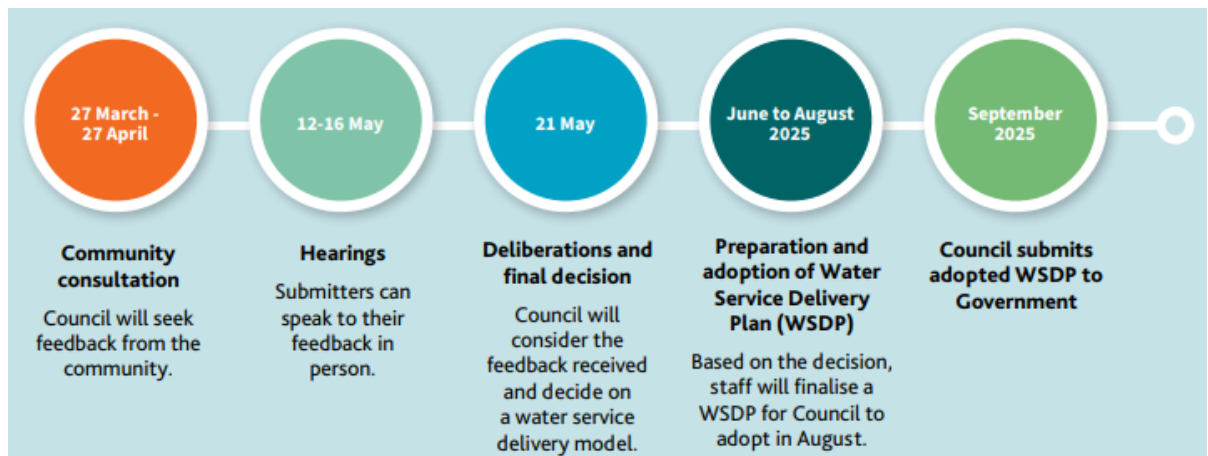 27 March -
27 April
12-16 May
21 May
June to August
2025
September
2025
Community
consultation
Council will seek
feedback from the
community.
Hearings
Submitters can
speak to their
feedback in
person.
Deliberations and
final decision
Council will
consider the
feedback received
and decide on
a water service
delivery model.
Preparation and
adoption of Water
Service Delivery
Plan (WSDP)
Based on the decision,
staff will finalise a
WSDP for Council to
adopt in August.
Council submits
adopted WSDP to
Government